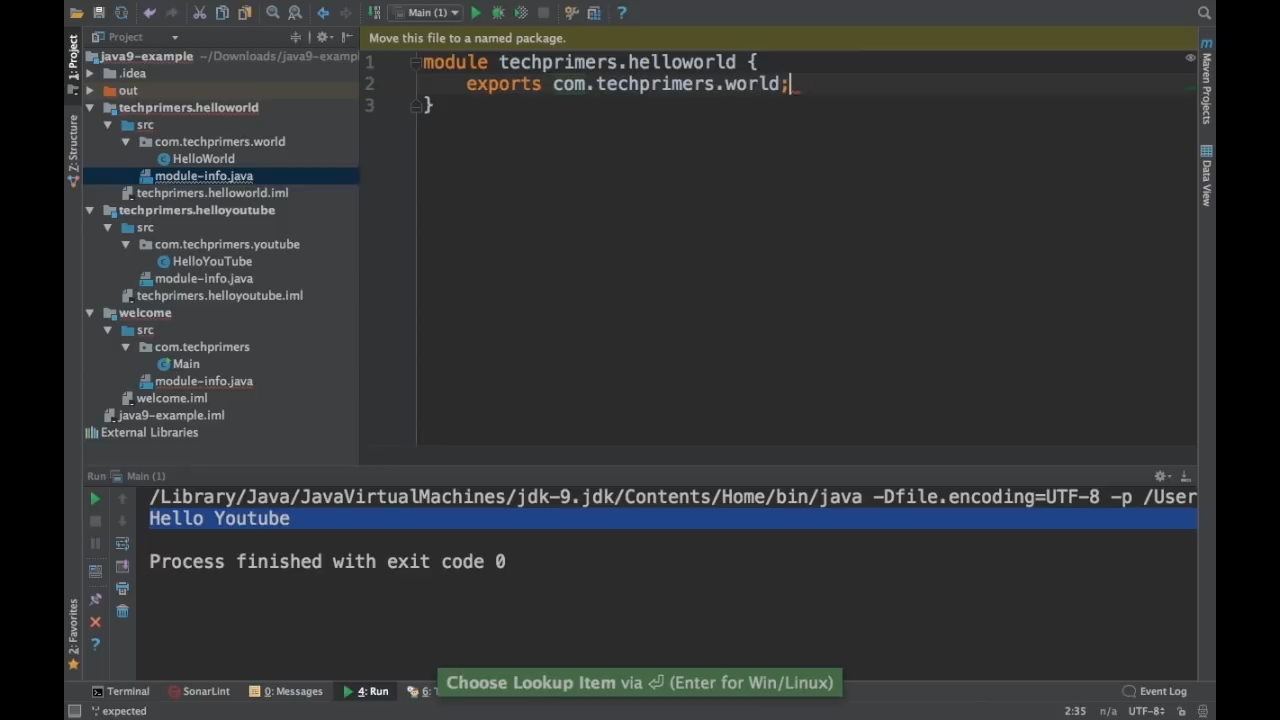 Main (1)
Project
Move this file to a named package.
1: Project
java9-example ~/Downloads/java9-exampl
.idea
out
techprimers.helloworld
src
com.techprimers.world
HelloWorld
module-info.java
techprimers.helloworld.iml
techprimers.helloyoutube
src
com.techprimers.youtube
HelloYouTube
module-info.java
techprimers.helloyoutube.iml
welcome
src
com.techprimers
Main
module-info.java
welcome.iml
java9-example.iml
External Libraries
7: Structure
1 module techprimers.helloworld {
2 exports com.techprimers.world;
3 }
Maven Projects
Data View
Run Main (1)
/Library/Java/JavaVirtualMachines/jdk-9.jdk/Contents/Home/bin/java -Dfile.encoding=UTF-8 -p /User
Hello Youtube
Process finished with exit code 0
2: Favorites
Choose Lookup Item via ⏎ (Enter for Win/Linux)
Terminal SonarLint 0: Messages 4: Run 6: T Event Log
'}' expected 2:35 n/a UTF-8